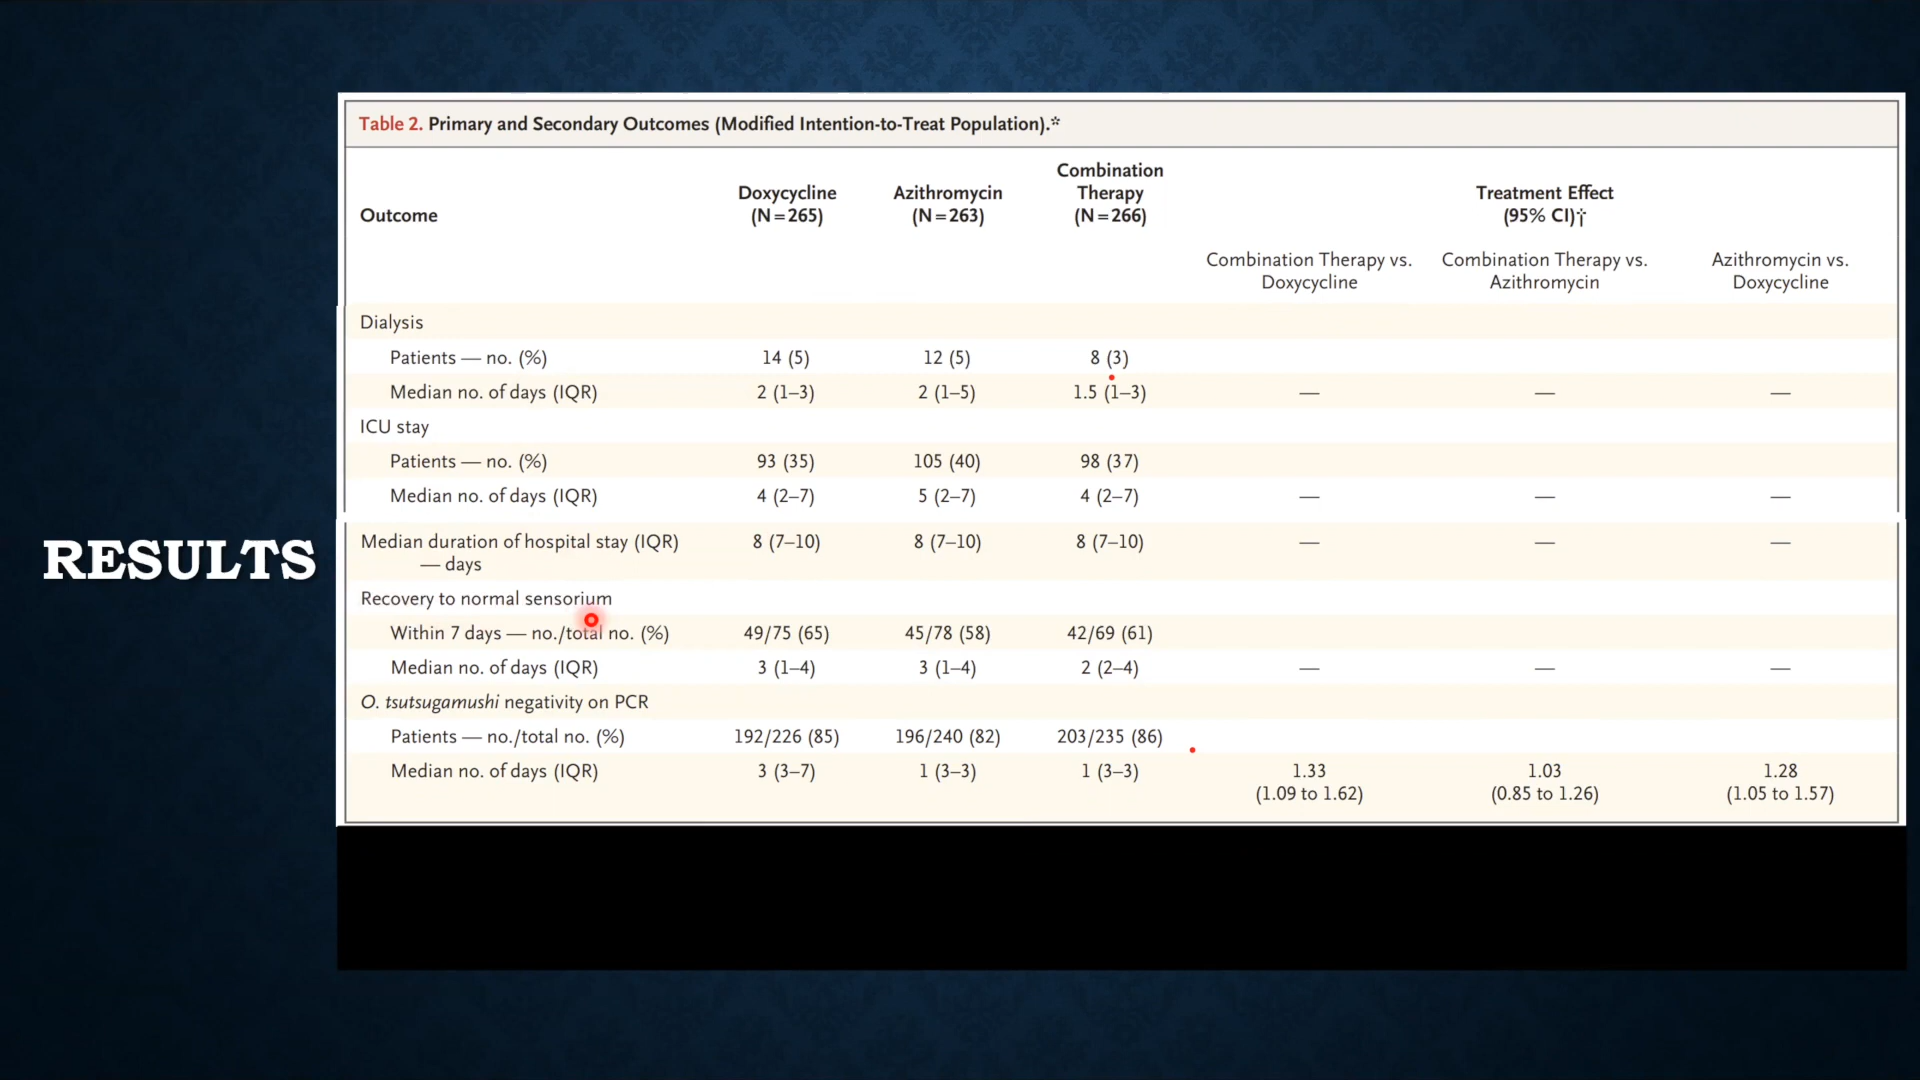 RESULTS
Table 2. Primary and Secondary Outcomes (Modified Intention-to-Treat Population).*
Outcome Doxycycline (N=265) Azithromycin (N=263) Combination Therapy (N=266) Treatment Effect (95% CI)†
Combination Therapy vs. Doxycycline Combination Therapy vs. Azithromycin Azithromycin vs. Doxycycline
Dialysis
Patients — no. (%) 14 (5) 12 (5) 8 (3)
Median no. of days (IQR) 2 (1–3) 2 (1–5) 1.5 (1–3) — — —
ICU stay
Patients — no. (%) 93 (35) 105 (40) 98 (37)
Median no. of days (IQR) 4 (2–7) 5 (2–7) 4 (2–7) — — —
Median duration of hospital stay (IQR) 8 (7–10) 8 (7–10) 8 (7–10) — — —
— days
Recovery to normal sensorium
Within 7 days — no./total no. (%) 49/75 (65) 45/78 (58) 42/69 (61)
Median no. of days (IQR) 3 (1–4) 3 (1–4) 2 (2–4) — — —
O. tsutsugamushi negativity on PCR
Patients — no./total no. (%) 192/226 (85) 196/240 (82) 203/235 (86)
Median no. of days (IQR) 3 (3–7) 1 (3–3) 1 (3–3) 1.33 1.03 1.28
(1.09 to 1.62) (0.85 to 1.26) (1.05 to 1.57)